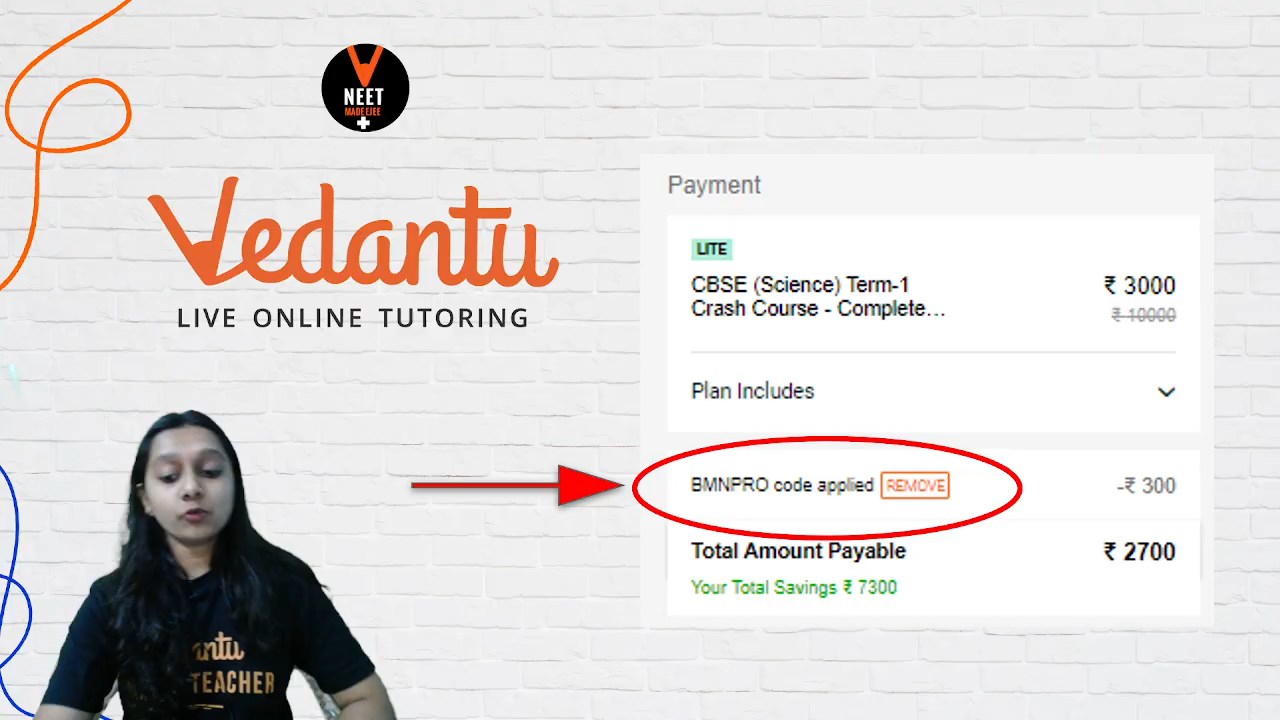 NEET
MADE EJEE
Vedantu
LIVE ONLINE TUTORING
Payment
LITE
CBSE (Science) Term-1
Crash Course - Complete...
₹ 3000
₹ 10000
Plan Includes
BMNPRO code applied REMOVE
-₹ 300
Total Amount Payable
₹ 2700
Your Total Savings ₹ 7300
antu
TEACHER